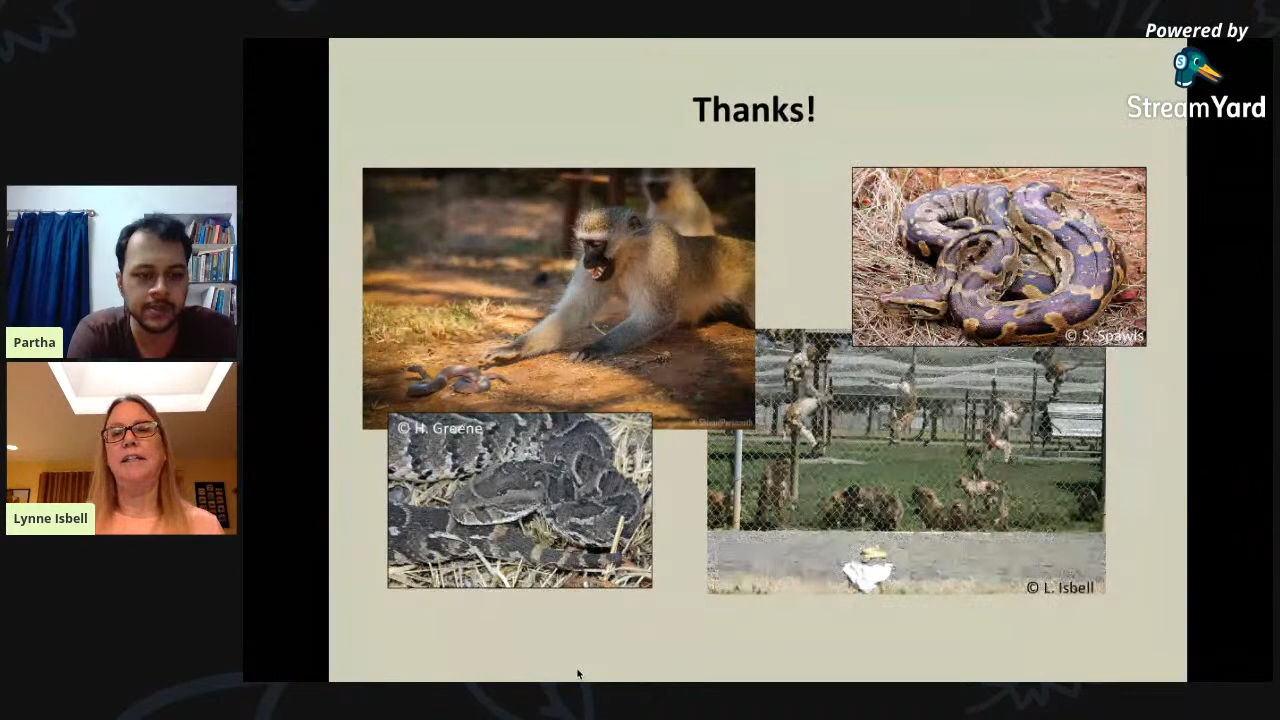 Powered by
StreamYard
Thanks!
© S. Spawls
© H. Greene
© L. Isbell
Partha
Lynne Isbell